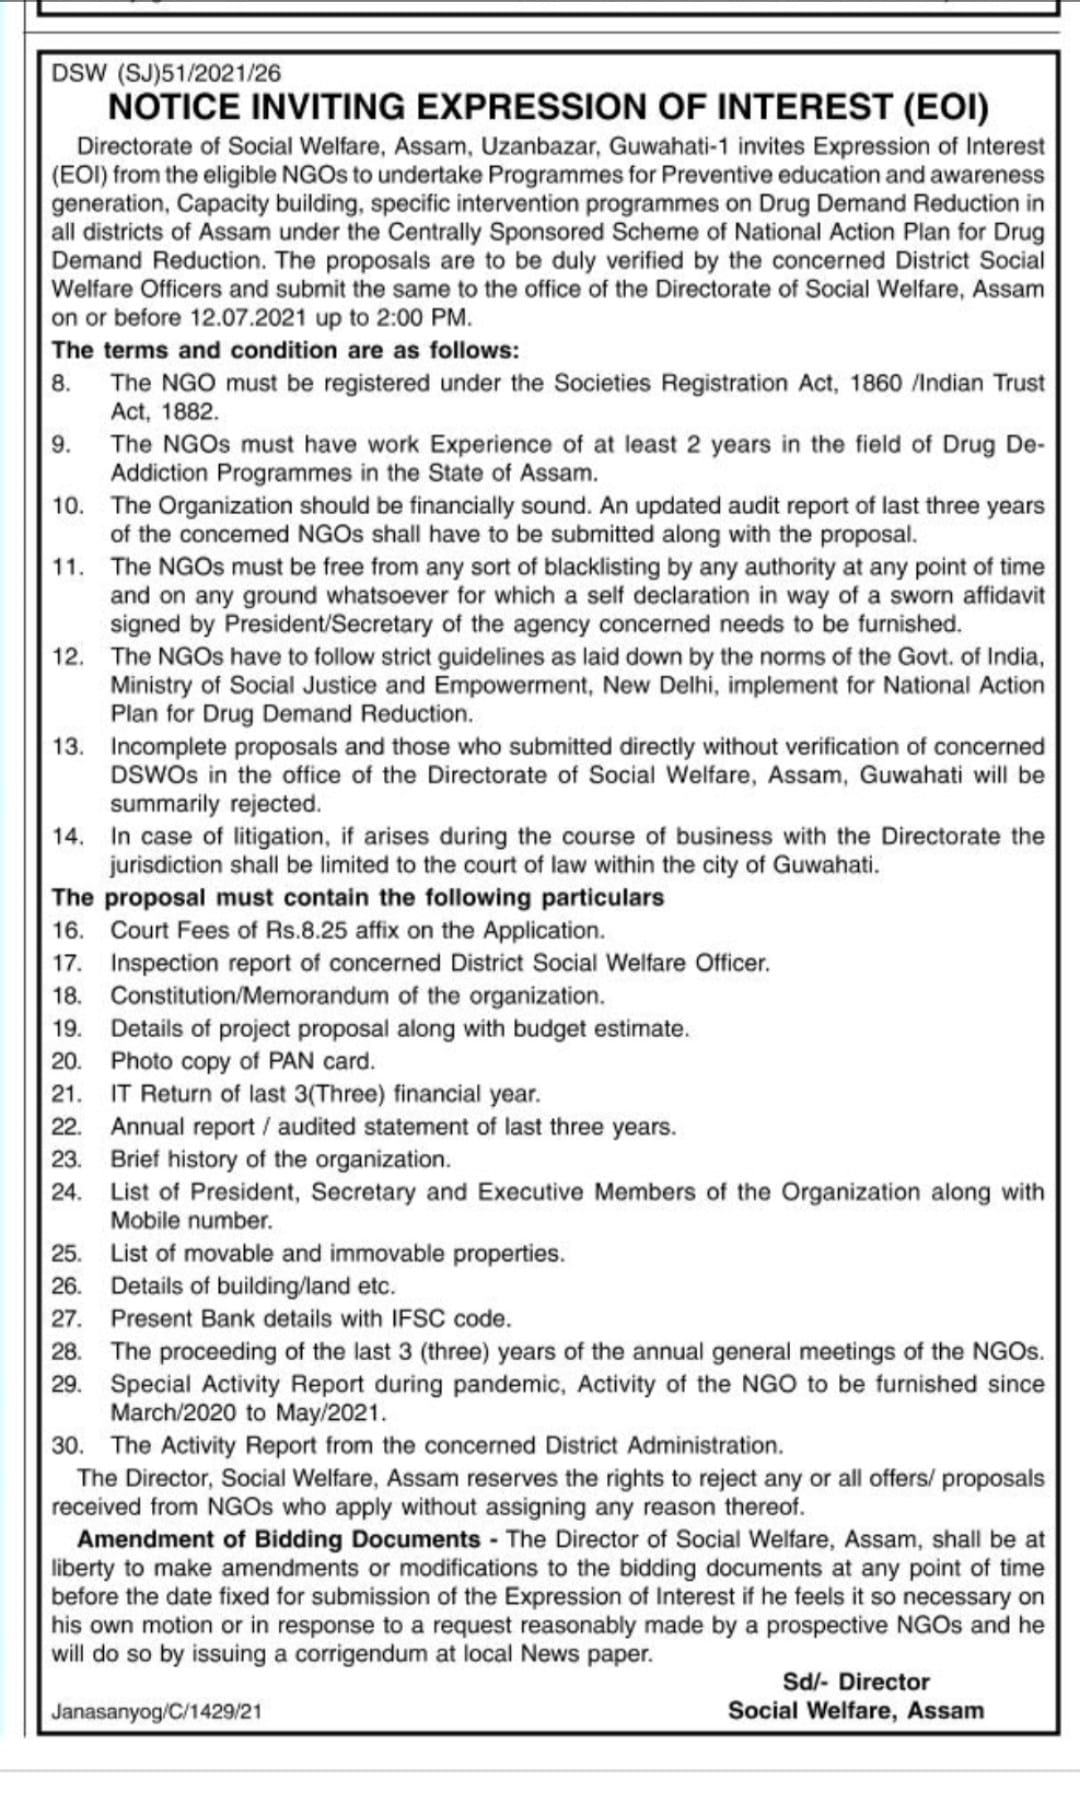 DSW (SJ)51/2021/26
NOTICE INVITING EXPRESSION OF INTEREST (EOI)
Directorate of Social Welfare, Assam, Uzanbazar, Guwahati-1 invites Expression of Interest
(EOI) from the eligible NGOs to undertake Programmes for Preventive education and awareness
generation, Capacity building, specific intervention programmes on Drug Demand Reduction in
all districts of Assam under the Centrally Sponsored Scheme of National Action Plan for Drug
Demand Reduction. The proposals are to be duly verified by the concerned District Social
Welfare Officers and submit the same to the office of the Directorate of Social Welfare, Assam
on or before 12.07.2021 up to 2:00 PM.
The terms and condition are as follows:
8. The NGO must be registered under the Societies Registration Act, 1860 /Indian Trust
Act, 1882.
9. The NGOs must have work Experience of at least 2 years in the field of Drug De-
Addiction Programmes in the State of Assam.
10. The Organization should be financially sound. An updated audit report of last three years
of the concemed NGOs shall have to be submitted along with the proposal.
11. The NGOs must be free from any sort of blacklisting by any authority at any point of time
and on any ground whatsoever for which a self declaration in way of a sworn affidavit
signed by President/Secretary of the agency concerned needs to be furnished.
12. The NGOs have to follow strict guidelines as laid down by the norms of the Govt. of India,
Ministry of Social Justice and Empowerment, New Delhi, implement for National Action
Plan for Drug Demand Reduction.
13. Incomplete proposals and those who submitted directly without verification of concerned
DSWOs in the office of the Directorate of Social Welfare, Assam, Guwahati will be
summarily rejected.
14. In case of litigation, if arises during the course of business with the Directorate the
jurisdiction shall be limited to the court of law within the city of Guwahati.
The proposal must contain the following particulars
16. Court Fees of Rs.8.25 affix on the Application.
17. Inspection report of concerned District Social Welfare Officer.
18. Constitution/Memorandum of the organization.
19. Details of project proposal along with budget estimate.
20. Photo copy of PAN card.
21. IT Return of last 3(Three) financial year.
22. Annual report / audited statement of last three years.
23. Brief history of the organization.
24. List of President, Secretary and Executive Members of the Organization along with
Mobile number.
25. List of movable and immovable properties.
26. Details of building/land etc.
27. Present Bank details with IFSC code.
28. The proceeding of the last 3 (three) years of the annual general meetings of the NGOs.
29. Special Activity Report during pandemic, Activity of the NGO to be furnished since
March/2020 to May/2021.
30. The Activity Report from the concerned District Administration.
The Director, Social Welfare, Assam reserves the rights to reject any or all offers/ proposals
received from NGOs who apply without assigning any reason thereof.
Amendment of Bidding Documents - The Director of Social Welfare, Assam, shall be at
liberty to make amendments or modifications to the bidding documents at any point of time
before the date fixed for submission of the Expression of Interest if he feels it so necessary on
his own motion or in response to a request reasonably made by a prospective NGOs and he
will do so by issuing a corrigendum at local News paper.
Sd/- Director
Janasanyog/C/1429/21 Social Welfare, Assam